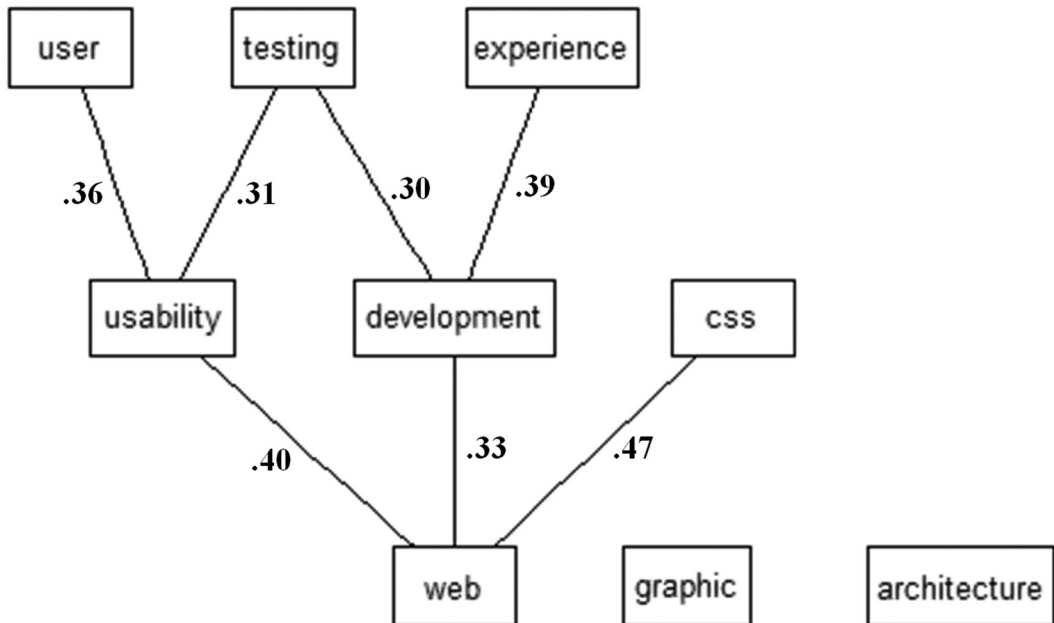 user
testing
experience
.36
.31
.30
.39
usability
development
css
.40
.33
.47
web
graphic
architecture